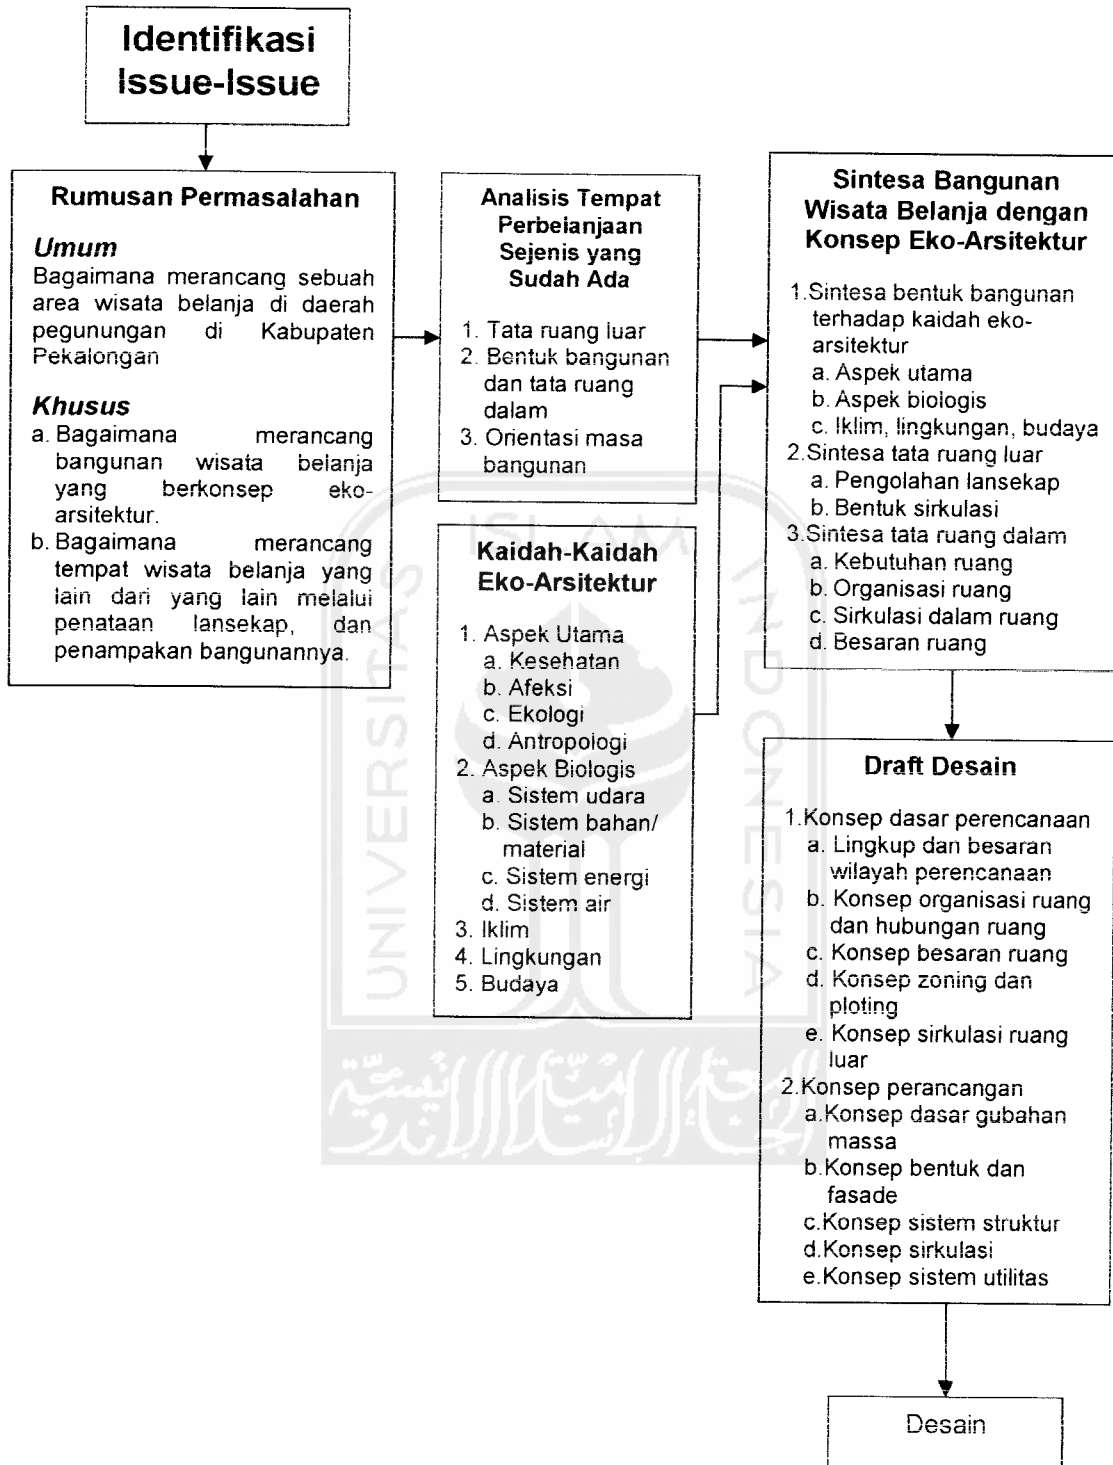 Identifikasi
Issue-Issue
Rumusan Permasalahan
Umum
Bagaimana merancang sebuah
area wisata belanja di daerah
pegunungan di Kabupaten
Pekalongan
Khusus
a. Bagaimana merancang
bangunan wisata belanja
yang berkonsep eko-
arsitektur.
b. Bagaimana merancang
tempat wisata belanja yang
lain dari yang lain melalui
penataan lansekap, dan
penampakan bangunannya.
Analisis Tempat
Perbelanjaan
Sejenis yang
Sudah Ada
1. Tata ruang luar
2. Bentuk bangunan
dan tata ruang
dalam
3. Orientasi masa
bangunan
Kaidah-Kaidah
Eko-Arsitektur
1. Aspek Utama
a. Kesehatan
b. Afeksi
c. Ekologi
d. Antropologi
2. Aspek Biologis
a. Sistem udara
b. Sistem bahan/
material
c. Sistem energi
d. Sistem air
3. Iklim
4. Lingkungan
5. Budaya
Sintesa Bangunan
Wisata Belanja dengan
Konsep Eko-Arsitektur
1.Sintesa bentuk bangunan
terhadap kaidah eko-
arsitektur
a. Aspek utama
b. Aspek biologis
c. Iklim, lingkungan, budaya
2.Sintesa tata ruang luar
a. Pengolahan lansekap
b. Bentuk sirkulasi
3.Sintesa tata ruang dalam
a. Kebutuhan ruang
b. Organisasi ruang
c. Sirkulasi dalam ruang
d. Besaran ruang
Draft Desain
1.Konsep dasar perencanaan
a. Lingkup dan besaran
wilayah perencanaan
b. Konsep organisasi ruang
dan hubungan ruang
c. Konsep besaran ruang
d. Konsep zoning dan
ploting
e. Konsep sirkulasi ruang
luar
2.Konsep perancangan
a.Konsep dasar gubahan
massa
b.Konsep bentuk dan
fasade
c.Konsep sistem struktur
d.Konsep sirkulasi
e.Konsep sistem utilitas
Desain
UNIVERSITAS
ISLAM
INDONESIA